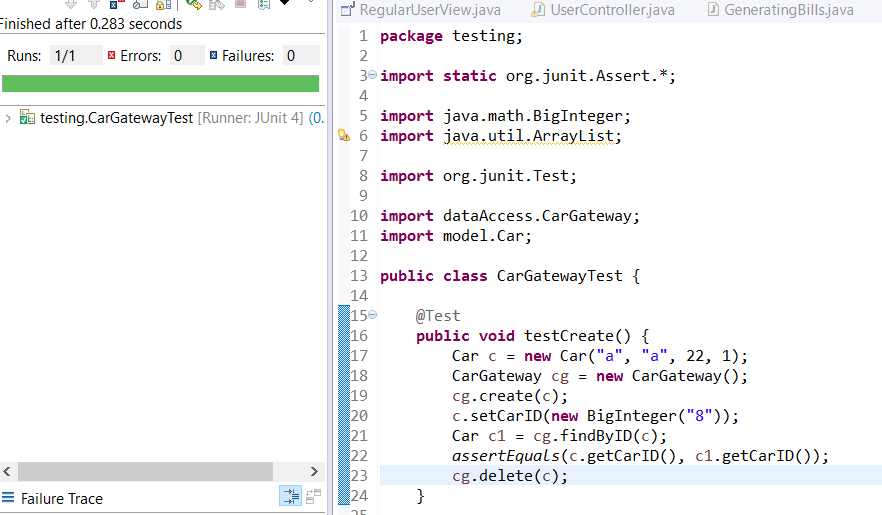 Finished after 0.283 seconds
Runs: 1/1 Errors: 0 Failures: 0
testing.CarGatewayTest [Runner: JUnit 4] (0.
Failure Trace
RegularUserView.java UserController.java GeneratingBills.java
1 package testing;
2
3 import static org.junit.Assert.*;
4
5 import java.math.BigInteger;
6 import java.util.ArrayList;
7
8 import org.junit.Test;
9
10 import dataAccess.CarGateway;
11 import model.Car;
12
13 public class CarGatewayTest {
14
15 @Test
16 public void testCreate() {
17 Car c = new Car("a", "a", 22, 1);
18 CarGateway cg = new CarGateway();
19 cg.create(c);
20 c.setCarID(new BigInteger("8"));
21 Car c1 = cg.findByID(c);
22 assertEquals(c.getCarID(), c1.getCarID());
23 cg.delete(c);
24 }